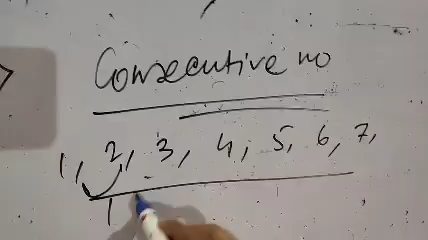 Consecutive no
1, 2, 3, 4, 5, 6, 7,
1